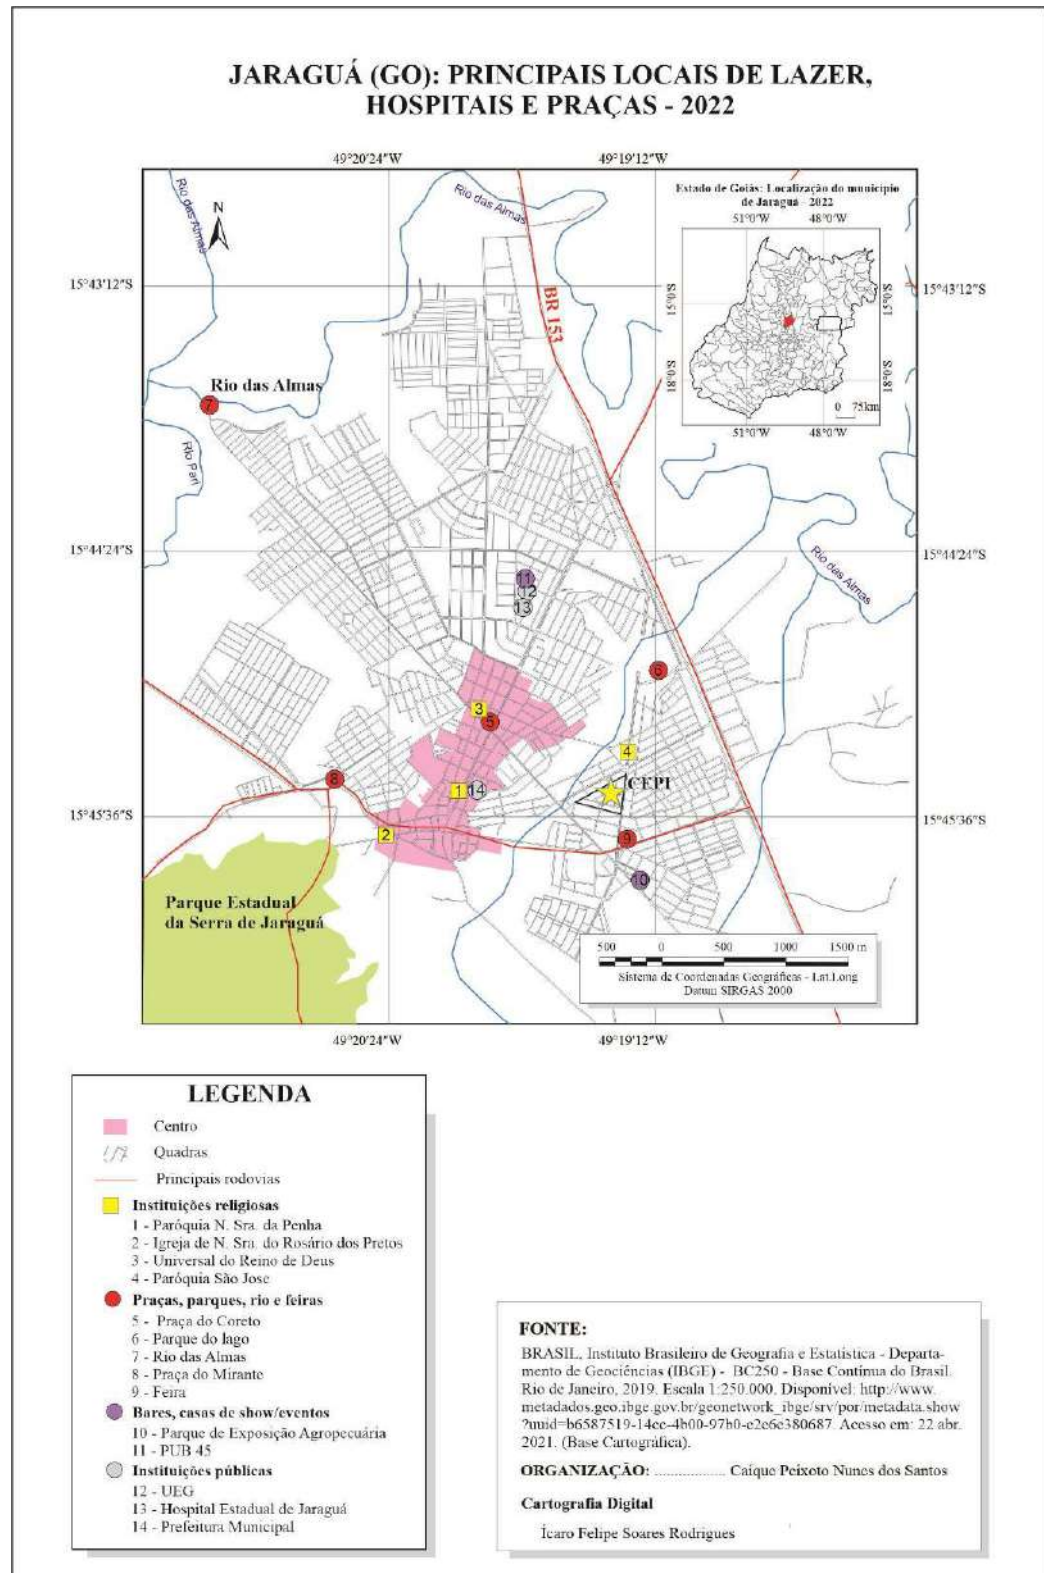 JARAGUÁ (GO): PRINCIPAIS LOCAIS DE LAZER,
HOSPITAIS E PRAÇAS - 2022
49°20'24"W
49°19'12"W
Rio das Almas
N
Rio das Almas
Estado de Goiás: Localização do município
de Jaraguá - 2022
51°0'W 48°0'W
15°0'S
15°0'S
18°0'S
18°0'S
0 75km
51°0'W 48°0'W
15°43'12"S
15°43'12"S
BR 153
Rio das Almas
7
Rio Pari
15°44'24"S
15°44'24"S
Rio das Almas
11
12
13
6
3
5
4
8
CEPI
1
14
15°45'36"S
15°45'36"S
2
9
10
Parque Estadual
da Serra de Jaraguá
500 0 500 1000 1500 m
Sistema de Coordenadas Geográficas - Lat.Long
Datum SIRGAS 2000
49°20'24"W
49°19'12"W
LEGENDA
Centro
Quadras
Principais rodovias
Instituições religiosas
1 - Paróquia N. Sra. da Penha
2 - Igreja de N. Sra. do Rosário dos Pretos
3 - Universal do Reino de Deus
4 - Paróquia São Jose
Praças, parques, rio e feiras
5 - Praça do Coreto
6 - Parque do lago
7 - Rio das Almas
8 - Praça do Mirante
9 - Feira
Bares, casas de show/eventos
10 - Parque de Exposição Agropecuária
11 - PUB 45
Instituições públicas
12 - UEG
13 - Hospital Estadual de Jaraguá
14 - Prefeitura Municipal
FONTE:
BRASIL, Instituto Brasileiro de Geografia e Estatística - Departa-
mento de Geociências (IBGE) - BC250 - Base Contínua do Brasil.
Rio de Janeiro, 2019. Escala 1:250.000. Disponível: http://www.
metadados.geo.ibge.gov.br/geonetwork_ibge/srv/por/metadata.show
?uuid=b6587519-14cc-4b00-97b0-e2c6e380687. Acesso em: 22 abr.
2021. (Base Cartográfica).
ORGANIZAÇÃO: .................. Caíque Peixoto Nunes dos Santos
Cartografia Digital
Ícaro Felipe Soares Rodrigues